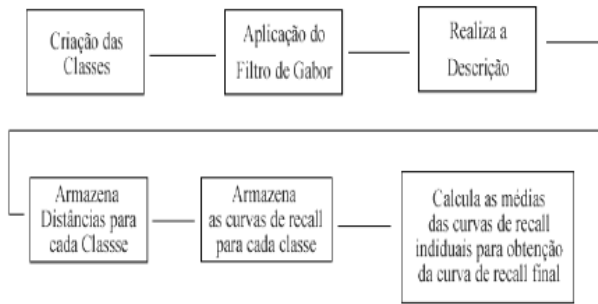 Criação das
Classes
Aplicação do
Filtro de Gabor
Realiza a
Descrição
Armazena
Distâncias para
cada Classse
Armazena
as curvas de recall
para cada classe
Calcula as médias
das curvas de recall
indiduais para obtenção
da curva de recall final